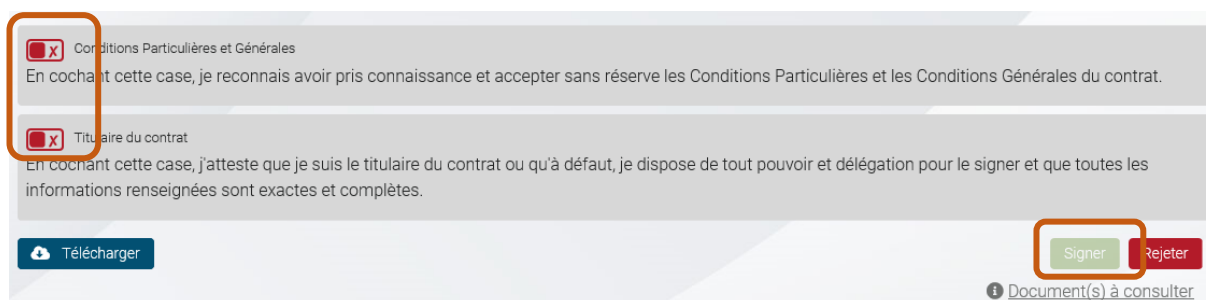 X Conditions Particulières et Générales
En cochant cette case, je reconnais avoir pris connaissance et accepter sans réserve les Conditions Particulières et les Conditions Générales du contrat.
X Titulaire du contrat
En cochant cette case, j'atteste que je suis le titulaire du contrat ou qu'à défaut, je dispose de tout pouvoir et délégation pour le signer et que toutes les
informations renseignées sont exactes et complètes.
Télécharger Signer Rejeter
Document(s) à consulter